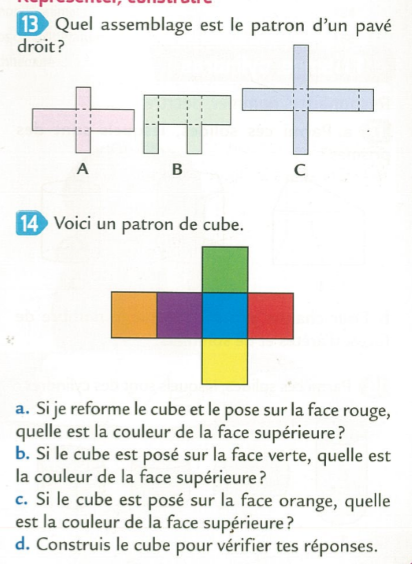 Représenter, construire
13 Quel assemblage est le patron d'un pavé
droit?
A B C
14 Voici un patron de cube.
a. Si je reforme le cube et le pose sur la face rouge,
quelle est la couleur de la face supérieure?
b. Si le cube est posé sur la face verte, quelle est
la couleur de la face supérieure?
c. Si le cube est posé sur la face orange, quelle
est la couleur de la face supérieure?
d. Construis le cube pour vérifier tes réponses.